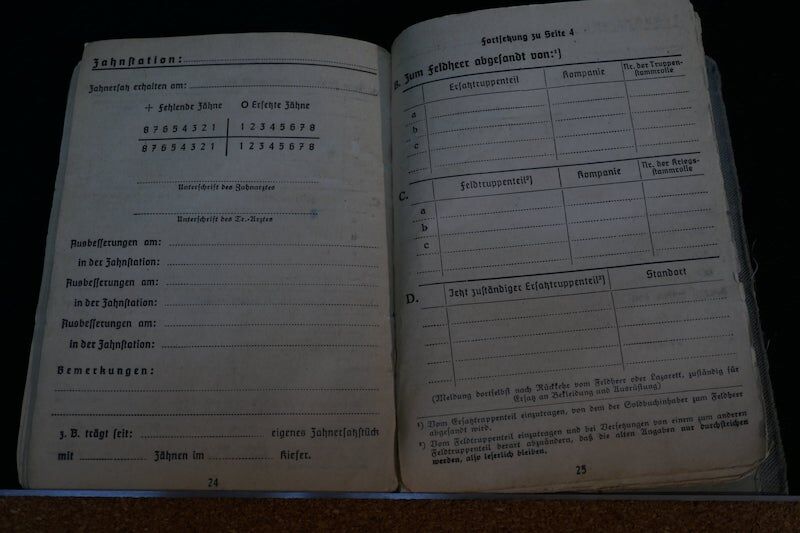 Zahnstation:
Zahnersatz erhalten am:
+ Fehlende Zähne O Ersetzte Zähne
8 7 6 5 4 3 2 1 1 2 3 4 5 6 7 8
8 7 6 5 4 3 2 1 1 2 3 4 5 6 7 8
Unterschrift des Zahnarztes
Unterschrift des Tr.-Arztes
Ausbesserungen am:
in der Zahnstation:
Ausbesserungen am:
in der Zahnstation:
Ausbesserungen am:
in der Zahnstation:
Bemerkungen:
z. B. trägt seit: eigenes Zahnersatzstück
mit Zähnen im Kiefer.
24
Fortsetzung zu Seite 4
B. Zum Feldheer abgesandt von:¹)
Ersatztruppenteil Kompanie Nr. der Truppen-
stammrolle
a
b
c
C. Feldtruppenteil²) Kompanie Nr. der Kriegs-
stammrolle
a
b
c
D. Jetzt zuständiger Ersatztruppenteil²) Standort
(Meldung dortselbst nach Rückkehr vom Feldheer oder Lazarett, zuständig für
Ersatz an Bekleidung und Ausrüstung)
¹) Vom Ersatztruppenteil einzutragen, von dem der Soldbuchinhaber zum Feldheer
abgesandt wird.
²) Vom Feldtruppenteil einzutragen und bei Versetzungen von einem zum anderen
Feldtruppenteil derart abzuändern, daß die alten Angaben nur durchstrichen
werden, also leserlich bleiben.
25